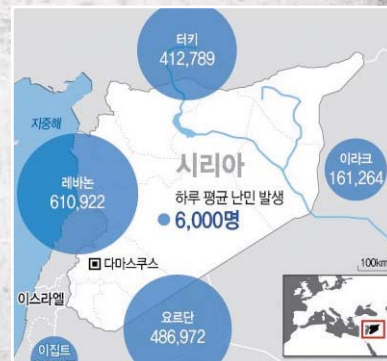 터키
412,789
지중해
시리아
이라크
161,264
레바논
610,922
하루 평균 난민 발생
6,000명
다마스쿠스
100km
이스라엘
요르단
486,972
이집트